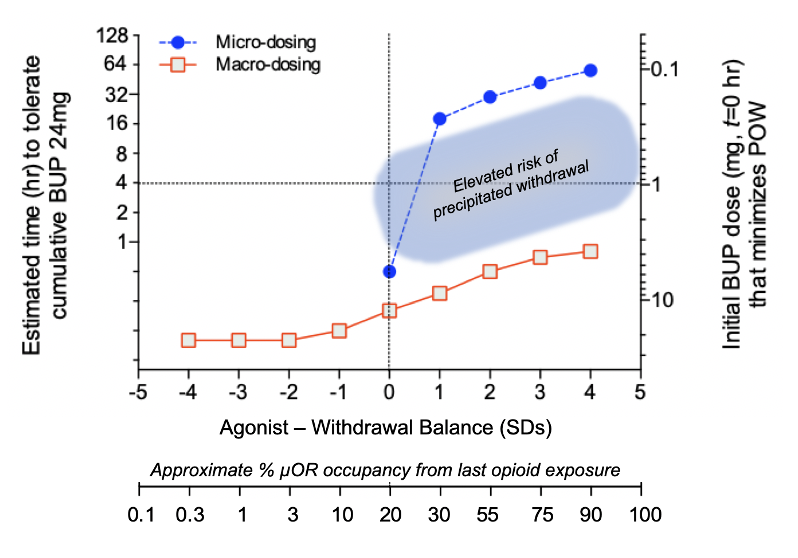 Micro-dosing
Macro-dosing
Estimated time (hr) to tolerate
cumulative BUP 24mg
128
64
32
16
8
4
2
1
Elevated risk of
precipitated withdrawal
0.1
1
10
Initial BUP dose (mg, t=0 hr)
that minimizes POW
-5 -4 -3 -2 -1 0 1 2 3 4 5
Agonist – Withdrawal Balance (SDs)
Approximate % µOR occupancy from last opioid exposure
0.1 0.3 1 3 10 20 30 55 75 90 100